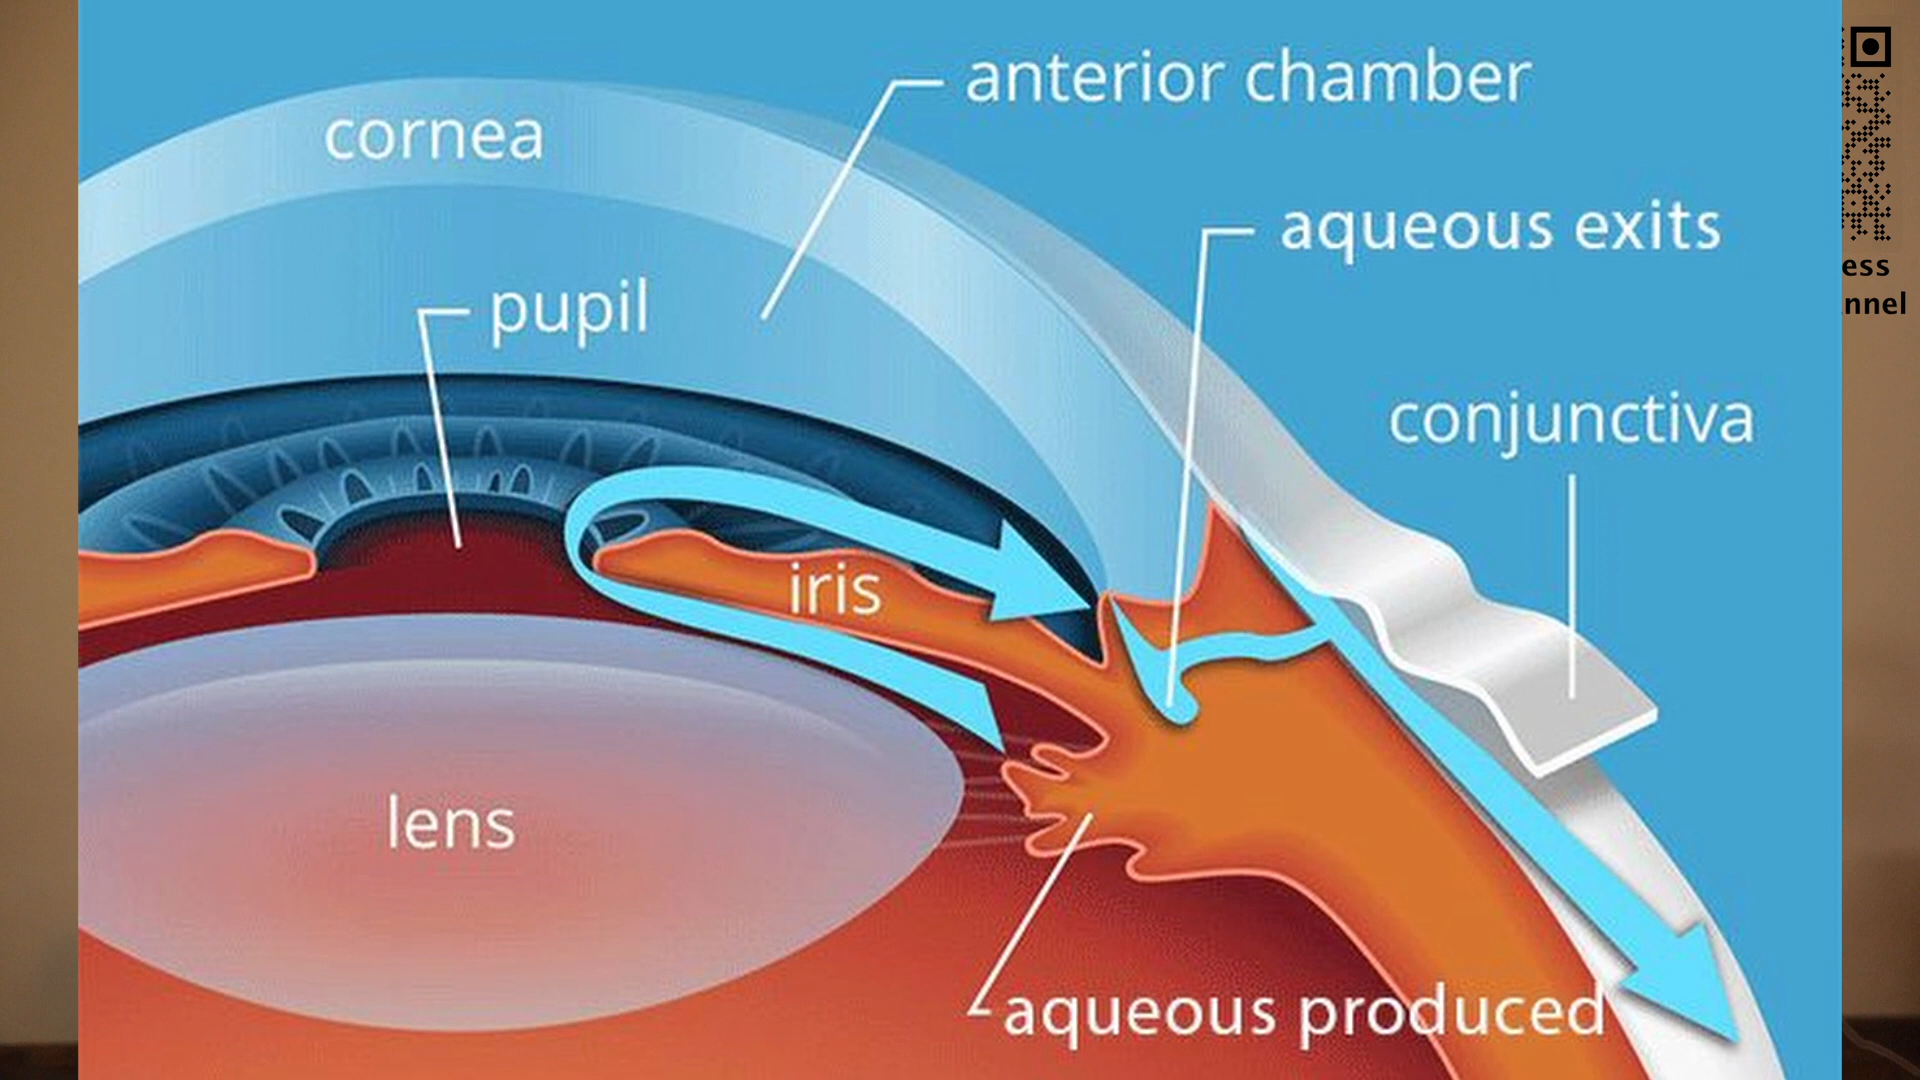 anterior chamber
cornea
aqueous exits
ess
nnel
pupil
conjunctiva
iris
lens
aqueous produced